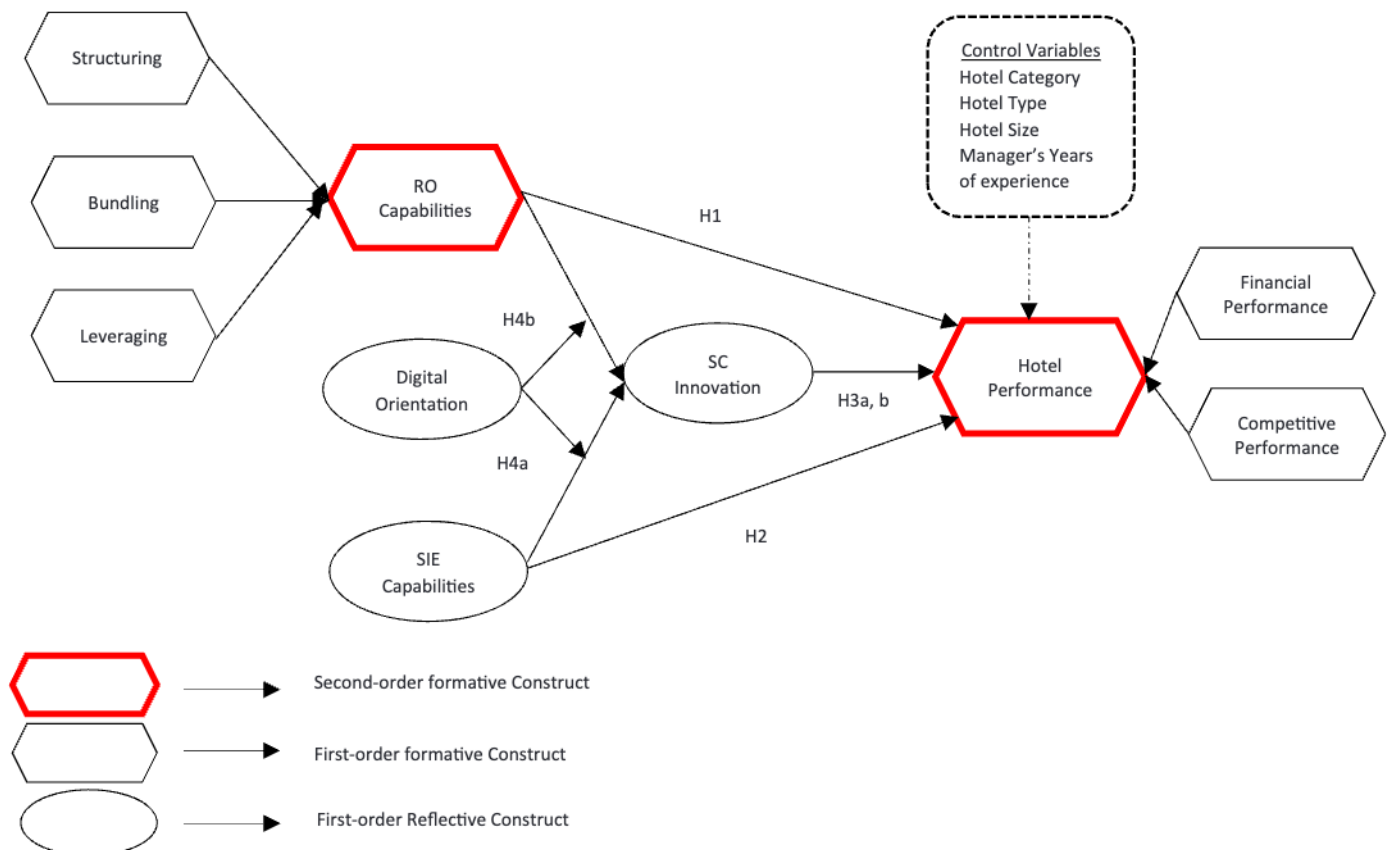 Structuring
Bundling
Leveraging
RO
Capabilities
Digital
Orientation
SIE
Capabilities
H4b
H4a
SC
Innovation
H1
H3a, b
H2
Control Variables
Hotel Category
Hotel Type
Hotel Size
Manager’s Years
of experience
Hotel
Performance
Financial
Performance
Competitive
Performance
Second-order formative Construct
First-order formative Construct
First-order Reflective Construct